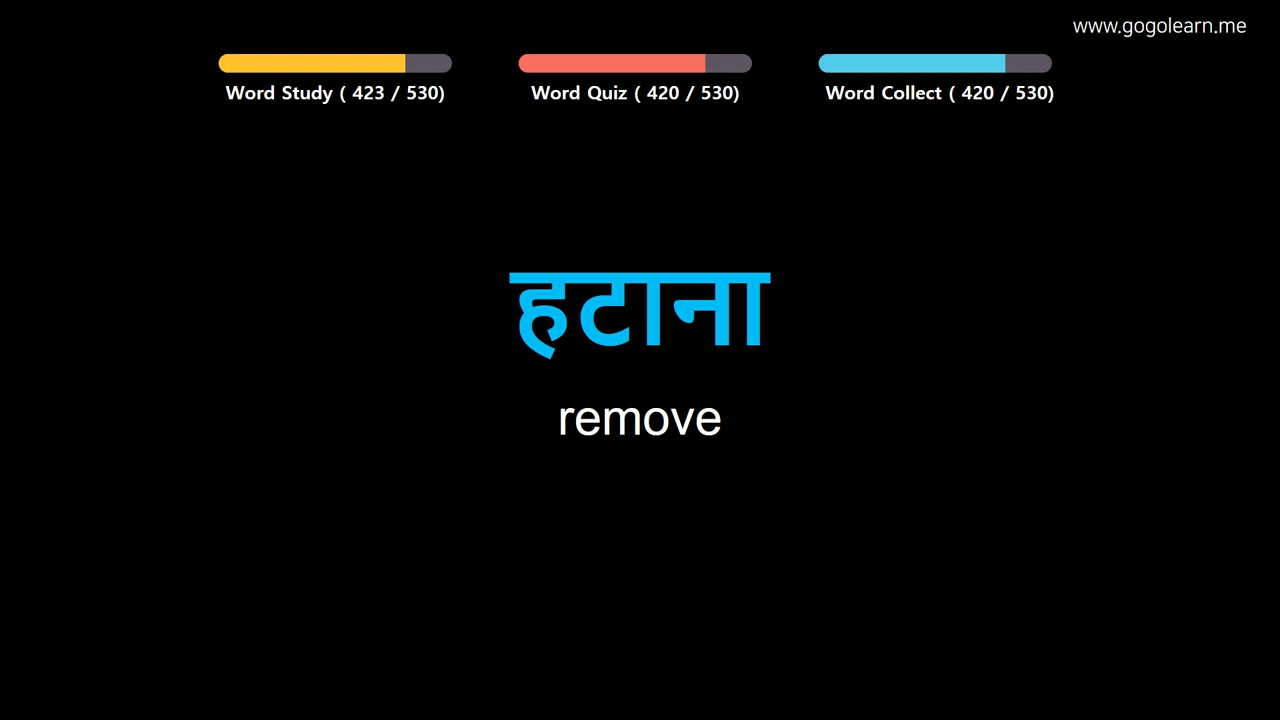 www.gogolearn.me
Word Study ( 423 / 530)
Word Quiz ( 420 / 530)
Word Collect ( 420 / 530)
हटाना
remove